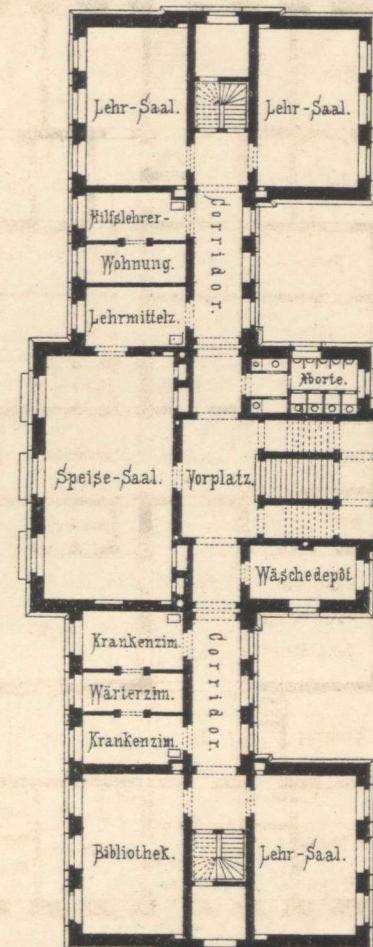 Lehr-Saal.
Lehr-Saal.
Hilfslehrer-
Wohnung.
Corridor.
Lehrmittelz.
Aborte.
Speise-Saal.
Vorplatz.
Wäschedepôt
Krankenzim.
Wärterzim.
Corridor.
Krankenzim.
Bibliothek.
Lehr-Saal.